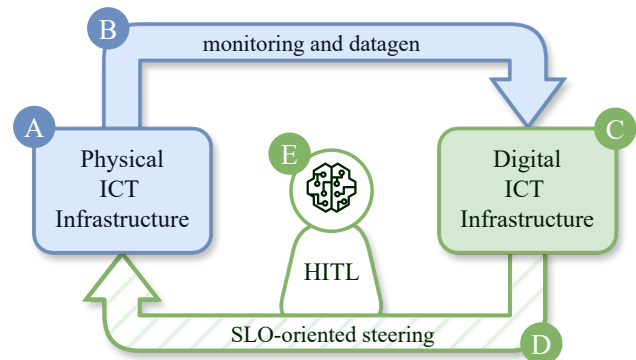 B
monitoring and datagen
A
Physical
ICT
Infrastructure
E
HITL
C
Digital
ICT
Infrastructure
SLO-oriented steering
D